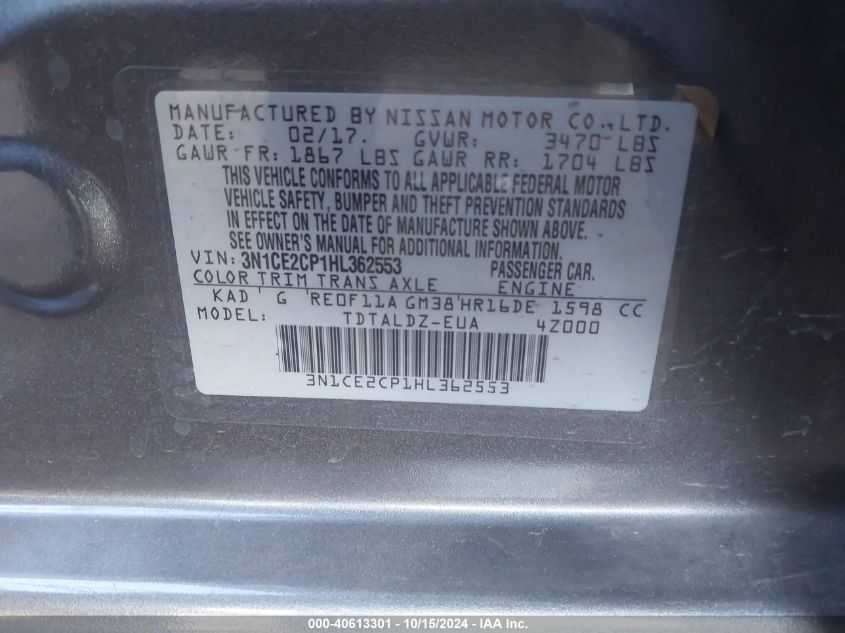 MANUFACTURED BY NISSAN MOTOR CO.,LTD.
DATE: 02/17. GVWR: 3470 LBS
GAWR FR: 1867 LBS GAWR RR: 1704 LBS
THIS VEHICLE CONFORMS TO ALL APPLICABLE FEDERAL MOTOR
VEHICLE SAFETY, BUMPER AND THEFT PREVENTION STANDARDS
IN EFFECT ON THE DATE OF MANUFACTURE SHOWN ABOVE.
SEE OWNER'S MANUAL FOR ADDITIONAL INFORMATION.
VIN: 3N1CE2CP1HL362553 PASSENGER CAR.
COLOR TRIM TRANS AXLE ENGINE
KAD G RE0F11A GM38 HR16DE 1598 CC
MODEL: TDTALDZ-EUA 4Z000
3N1CE2CP1HL362553
000-40613301 - 10/15/2024 - IAA Inc.